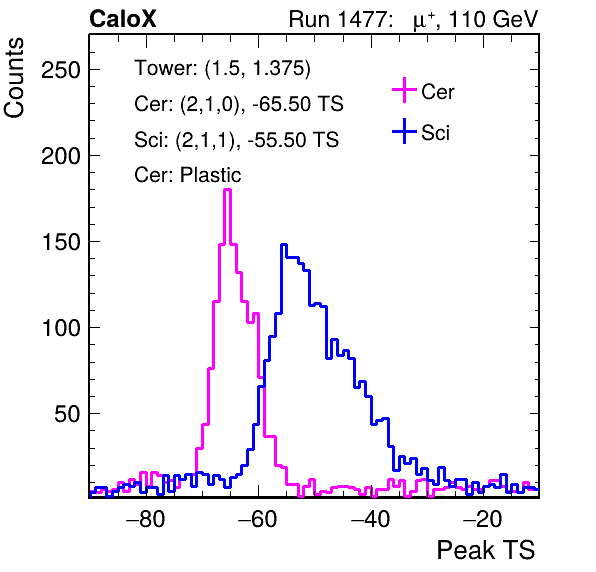 CaloX Run 1477: μ⁺, 110 GeV
Counts
Tower: (1.5, 1.375)
Cer: (2,1,0), -65.50 TS
Sci: (2,1,1), -55.50 TS
Cer: Plastic
Cer
Sci
250
200
150
100
50
−80 −60 −40 −20
Peak TS